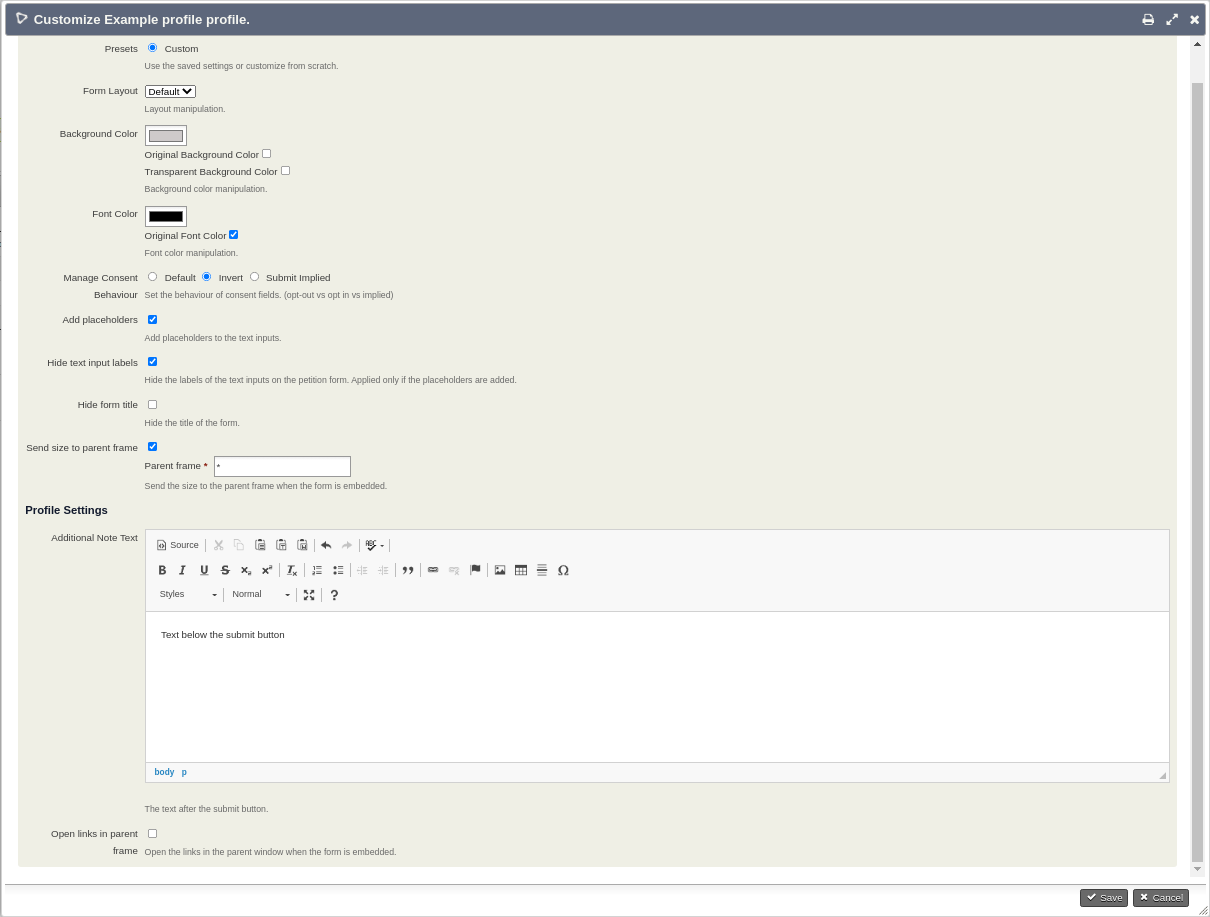 Customize Example profile profile.
Presets Custom
Use the saved settings or customize from scratch.
Form Layout Default
Layout manipulation.
Background Color
Original Background Color
Transparent Background Color
Background color manipulation.
Font Color
Original Font Color
Font color manipulation.
Manage Consent Default Invert Submit Implied
Behaviour Set the behaviour of consent fields. (opt-out vs opt in vs implied)
Add placeholders
Add placeholders to the text inputs.
Hide text input labels
Hide the labels of the text inputs on the petition form. Applied only if the placeholders are added.
Hide form title
Hide the title of the form.
Send size to parent frame
Parent frame * *
Send the size to the parent frame when the form is embedded.
Profile Settings
Additional Note Text Source ABC
B I U S x₂ x² Tx
Styles Normal ?
Text below the submit button
body p
The text after the submit button.
Open links in parent
frame Open the links in the parent window when the form is embedded.
Save Cancel